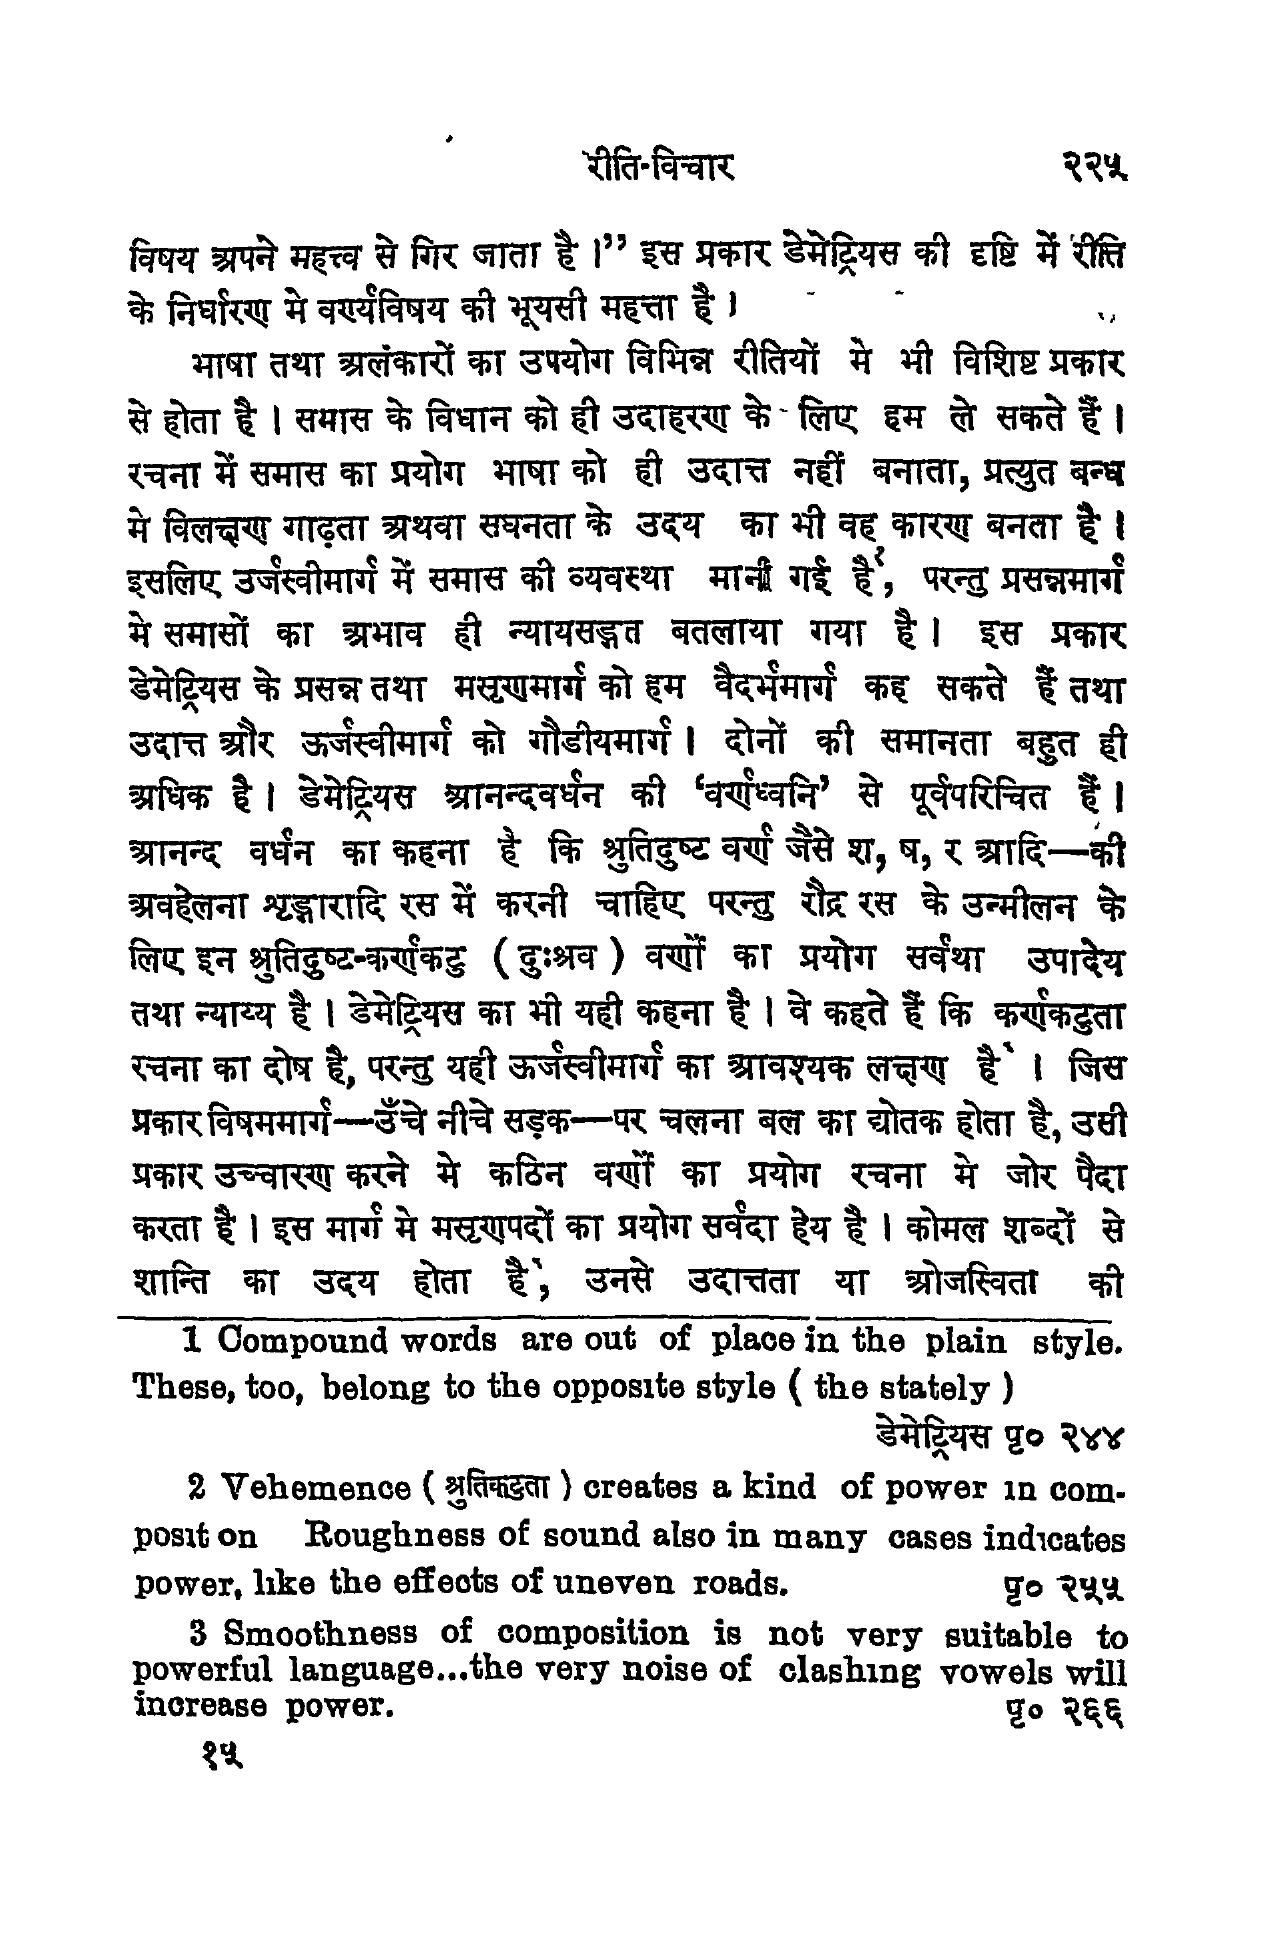 रीति-विचार २२५
विषय अपने महत्त्व से गिर जाता है।” इस प्रकार डेमेट्रियस की दृष्टि में रीति
के निर्धारण मे वर्ण्यविषय की भूयसी महत्ता है।
भाषा तथा अलंकारों का उपयोग विभिन्न रीतियों मे भी विशिष्ट प्रकार
से होता है। समास के विधान को ही उदाहरण के लिए हम ले सकते हैं।
रचना में समास का प्रयोग भाषा को ही उदात्त नहीं बनाता, प्रत्युत बन्ध
मे विलक्षण गाढ़ता अथवा सघनता के उदय का भी वह कारण बनता है।
इसलिए उर्जस्वीमार्ग में समास की व्यवस्था मानी गई है१, परन्तु प्रसन्नमार्ग
मे समासों का अभाव ही न्यायसङ्गत बतलाया गया है। इस प्रकार
डेमेट्रियस के प्रसन्न तथा मसृणमार्ग को हम वैदर्भमार्ग कह सकते हैं तथा
उदात्त और ऊर्जस्वीमार्ग को गौडीयमार्ग। दोनों की समानता बहुत ही
अधिक है। डेमेट्रियस आनन्दवर्धन की ‘वर्णध्वनि’ से पूर्वपरिचित हैं।
आनन्द वर्धन का कहना है कि श्रुतिदुष्ट वर्ण जैसे श, ष, र आदि—की
अवहेलना शृङ्गारादि रस में करनी चाहिए परन्तु रौद्र रस के उन्मीलन के
लिए इन श्रुतिदुष्ट-कर्णकटु ( दुःश्रव ) वर्णों का प्रयोग सर्वथा उपादेय
तथा न्याय्य है। डेमेट्रियस का भी यही कहना है। वे कहते हैं कि कर्णकटुता
रचना का दोष है, परन्तु यही ऊर्जस्वीमार्ग का आवश्यक लक्षण है । जिस
प्रकार विषममार्ग—उँचे नीचे सड़क—पर चलना बल का द्योतक होता है, उसी
प्रकार उच्चारण करने मे कठिन वर्णों का प्रयोग रचना मे जोर पैदा
करता है। इस मार्ग मे मसृणपदों का प्रयोग सर्वदा हेय है। कोमल शब्दों से
शान्ति का उदय होता है, उनसे उदात्तता या ओजस्विता की
1 Compound words are out of place in the plain style.
These, too, belong to the opposite style ( the stately )
डेमेट्रियस पृ० २४४
2 Vehemence ( श्रुतिकटुता ) creates a kind of power in com-
posit on Roughness of sound also in many cases indicates
power, like the effects of uneven roads. पृ० २५५
3 Smoothness of composition is not very suitable to
powerful language...the very noise of clashing vowels will
increase power. पृ० २६६
१५